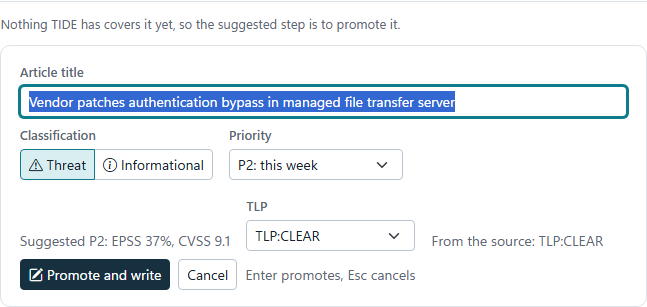 Nothing TIDE has covers it yet, so the suggested step is to promote it.
Article title
Vendor patches authentication bypass in managed file transfer server
Classification
Priority
Threat
Informational
P2: this week
TLP
Suggested P2: EPSS 37%, CVSS 9.1
TLP:CLEAR
From the source: TLP:CLEAR
Promote and write
Cancel
Enter promotes, Esc cancels